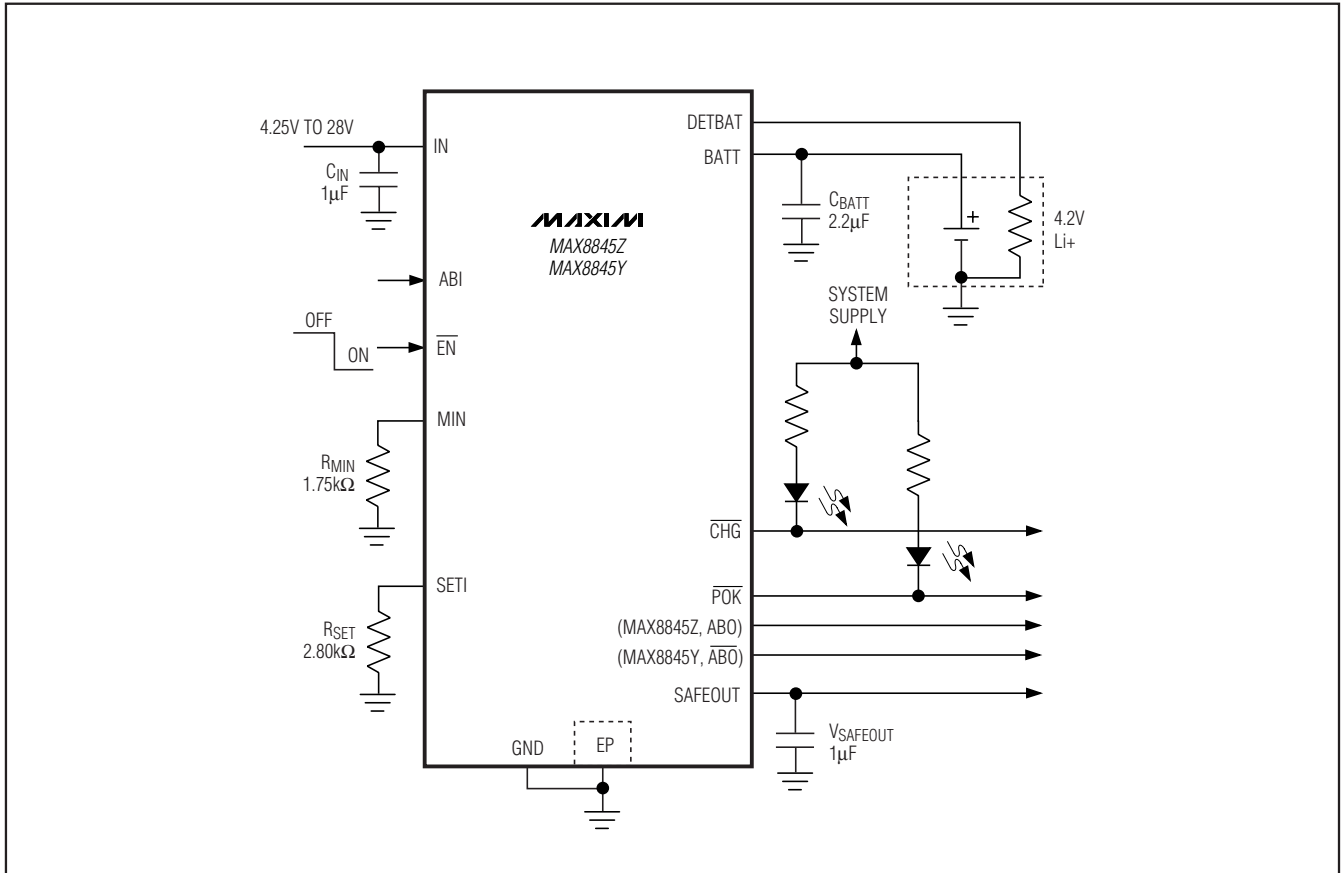 4.25V TO 28V
IN
CIN
1µF
ABI
OFF
ON
EN
MIN
RMIN
1.75kΩ
SETI
RSET
2.80kΩ
MAXIM
MAX8845Z
MAX8845Y
GND
EP
DETBAT
BATT
CBATT
2.2µF
+
4.2V
Li+
SYSTEM
SUPPLY
CHG
POK
(MAX8845Z, ABO)
(MAX8845Y, ABO)
SAFEOUT
VSAFEOUT
1µF